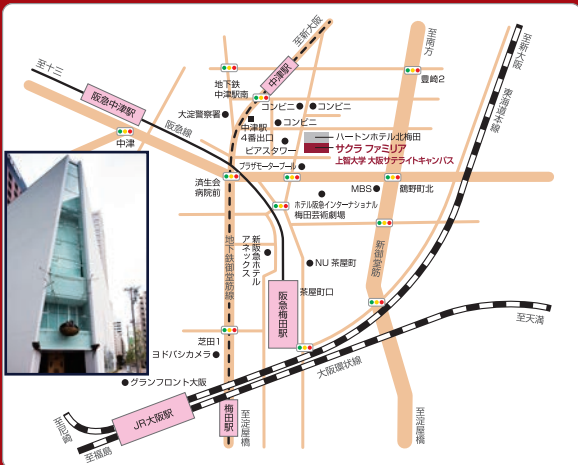 至十三
至新大阪
至南方
至新大阪
阪急中津駅
中津駅
地下鉄
中津駅南
豊崎2
東海道本線
コンビニ
コンビニ
大淀警察署
コンビニ
阪急線
中津駅
4番出口
中津
ピアスタワー
ハートンホテル北梅田
サクラ ファミリア
上智大学 大阪サテライトキャンパス
プラザモータープール
済生会
病院前
MBS
鶴野町北
ホテル阪急インターナショナル
梅田芸術劇場
地下鉄御堂筋線
新阪急ホテル
アネックス
新御堂筋
NU 茶屋町
阪急梅田駅
茶屋町口
至天満
芝田1
ヨドバシカメラ
大阪環状線
グランフロント大阪
JR大阪駅
梅田駅
至淀屋橋
至淀屋橋
至尼崎
至福島